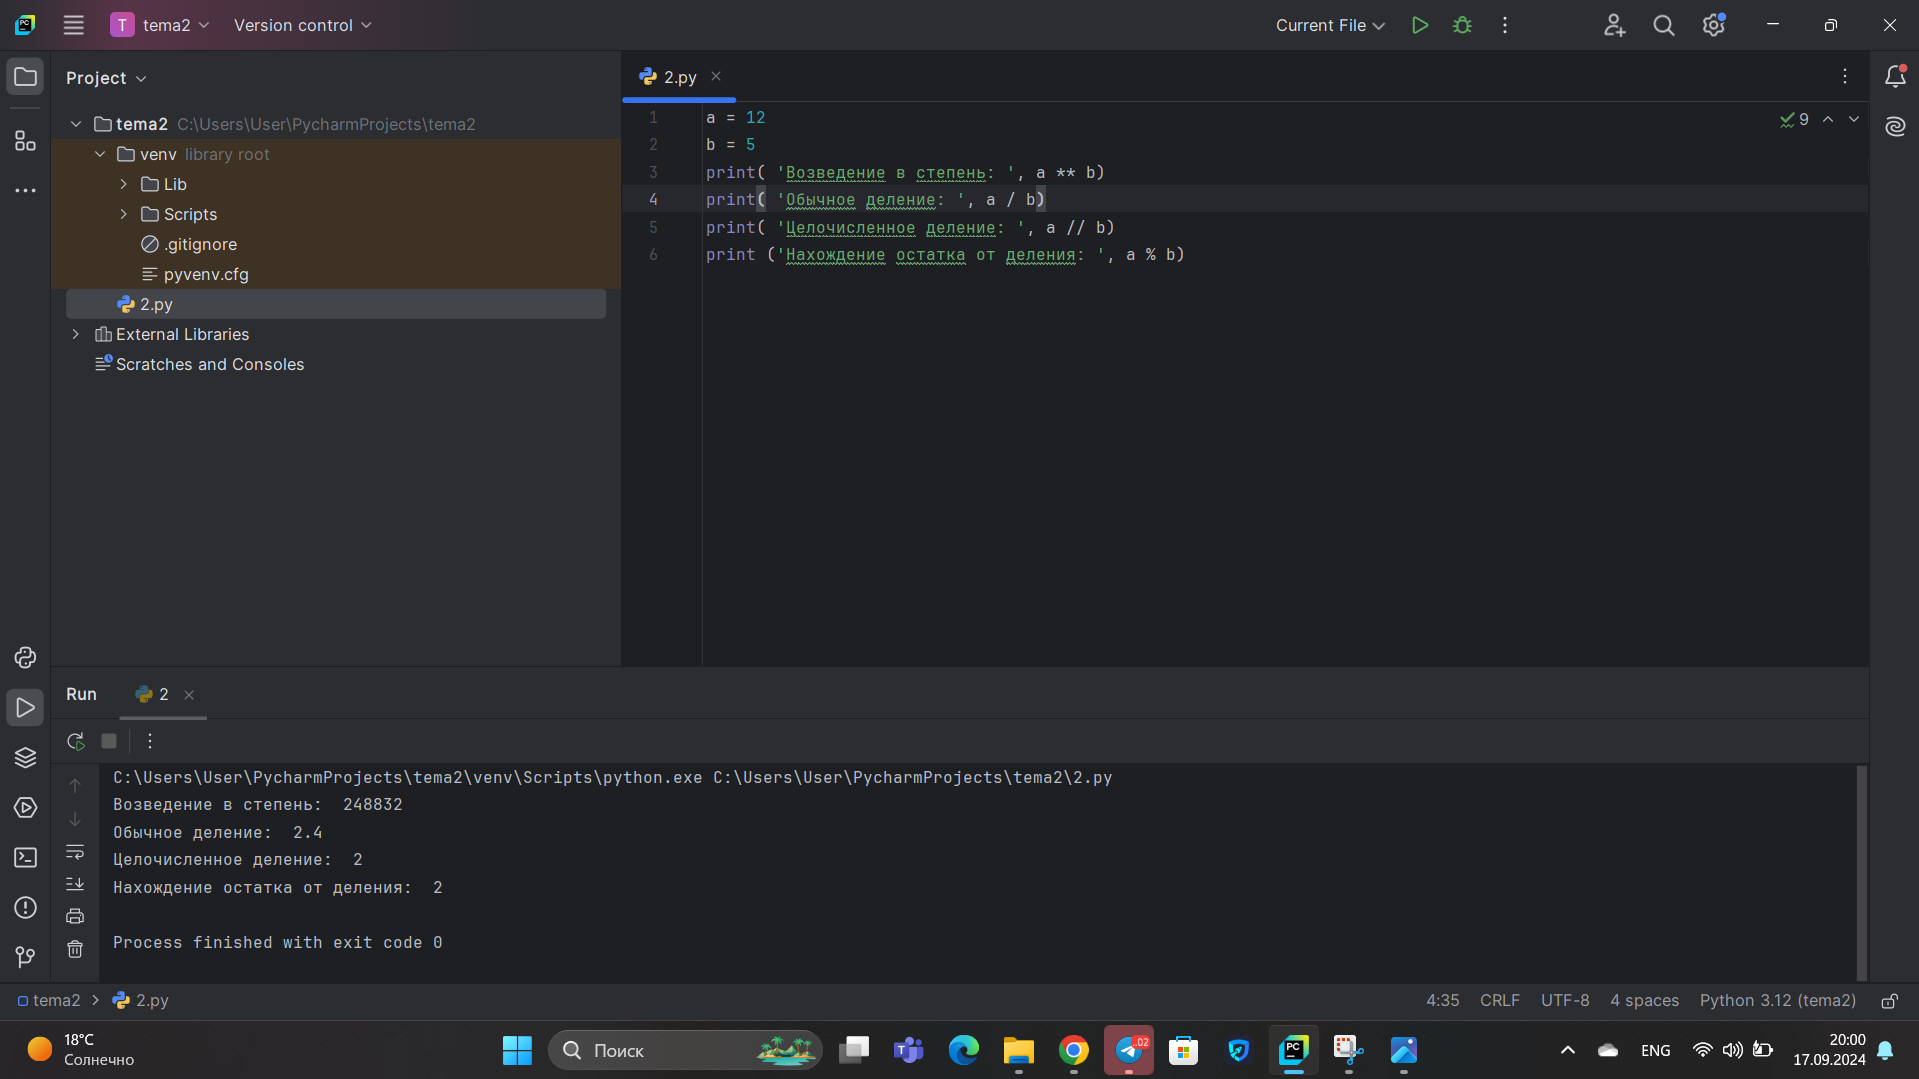 T tema2 Version control Current File
Project
2.py
tema2 C:\Users\User\PycharmProjects\tema2
venv library root
Lib
Scripts
.gitignore
pyvenv.cfg
2.py
External Libraries
Scratches and Consoles
1 a = 12
2 b = 5
3 print( 'Возведение в степень: ', a ** b)
4 print( 'Обычное деление: ', a / b)
5 print( 'Целочисленное деление: ', a // b)
6 print ('Нахождение остатка от деления: ', a % b)
9
Run 2
C:\Users\User\PycharmProjects\tema2\venv\Scripts\python.exe C:\Users\User\PycharmProjects\tema2\2.py
Возведение в степень:  248832
Обычное деление:  2.4
Целочисленное деление:  2
Нахождение остатка от деления:  2
Process finished with exit code 0
tema2 2.py 4:35 CRLF UTF-8 4 spaces Python 3.12 (tema2)
18°C
Солнечно
Поиск
..02
PC
ENG
20:00
17.09.2024